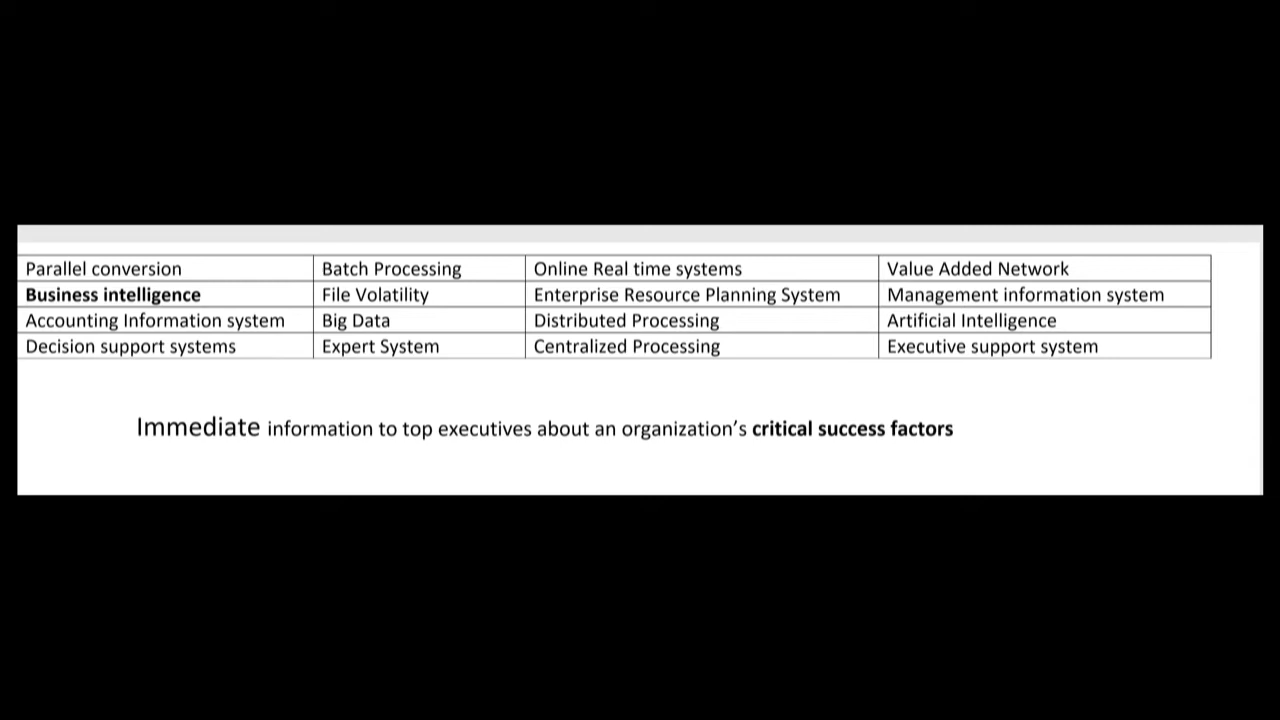 Parallel conversion Batch Processing Online Real time systems Value Added Network
Business intelligence File Volatility Enterprise Resource Planning System Management information system
Accounting Information system Big Data Distributed Processing Artificial Intelligence
Decision support systems Expert System Centralized Processing Executive support system
Immediate information to top executives about an organization's critical success factors